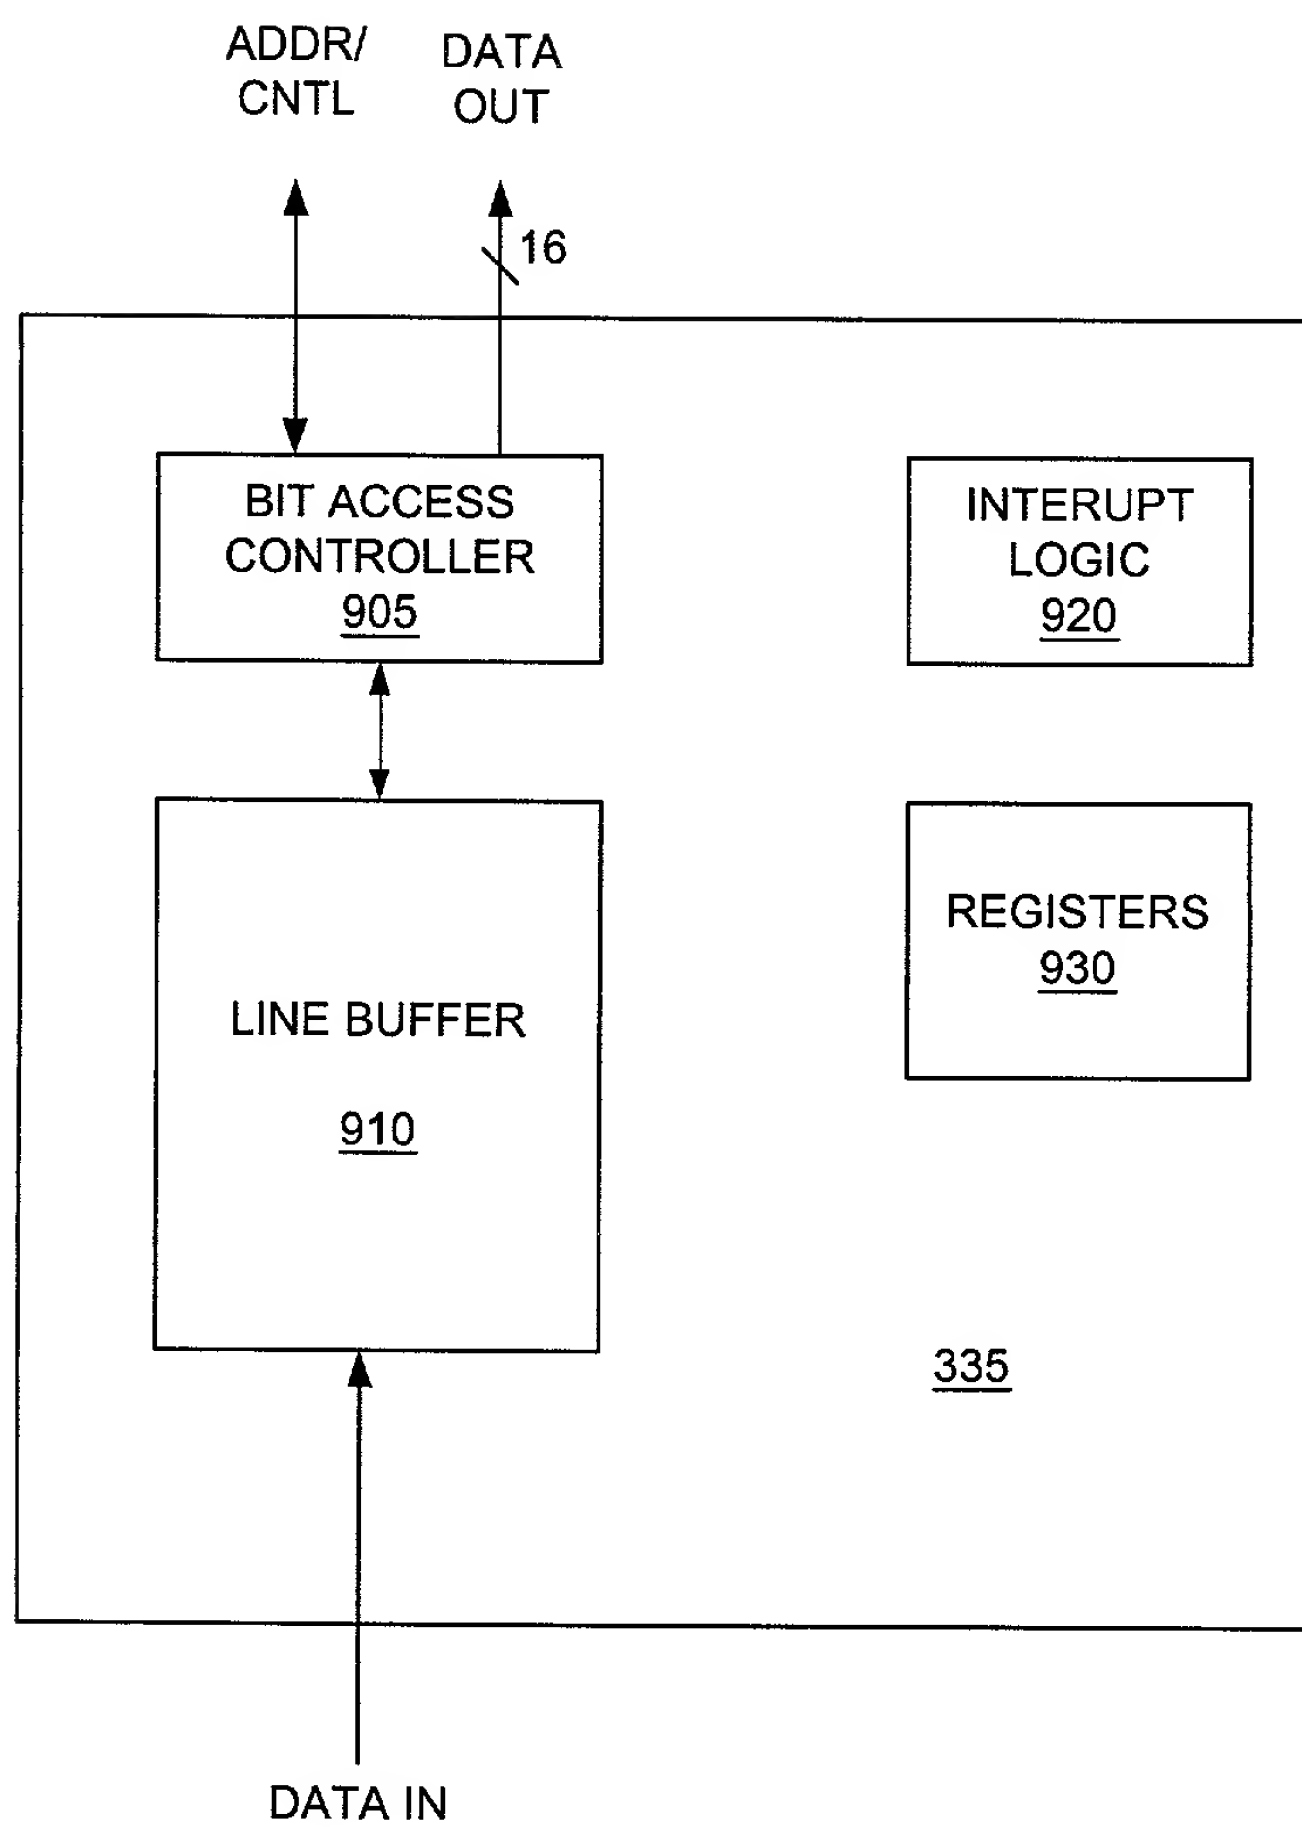 ADDR/
CNTL
DATA
OUT
16
BIT ACCESS
CONTROLLER
905
INTERUPT
LOGIC
920
LINE BUFFER
910
REGISTERS
930
335
DATA IN